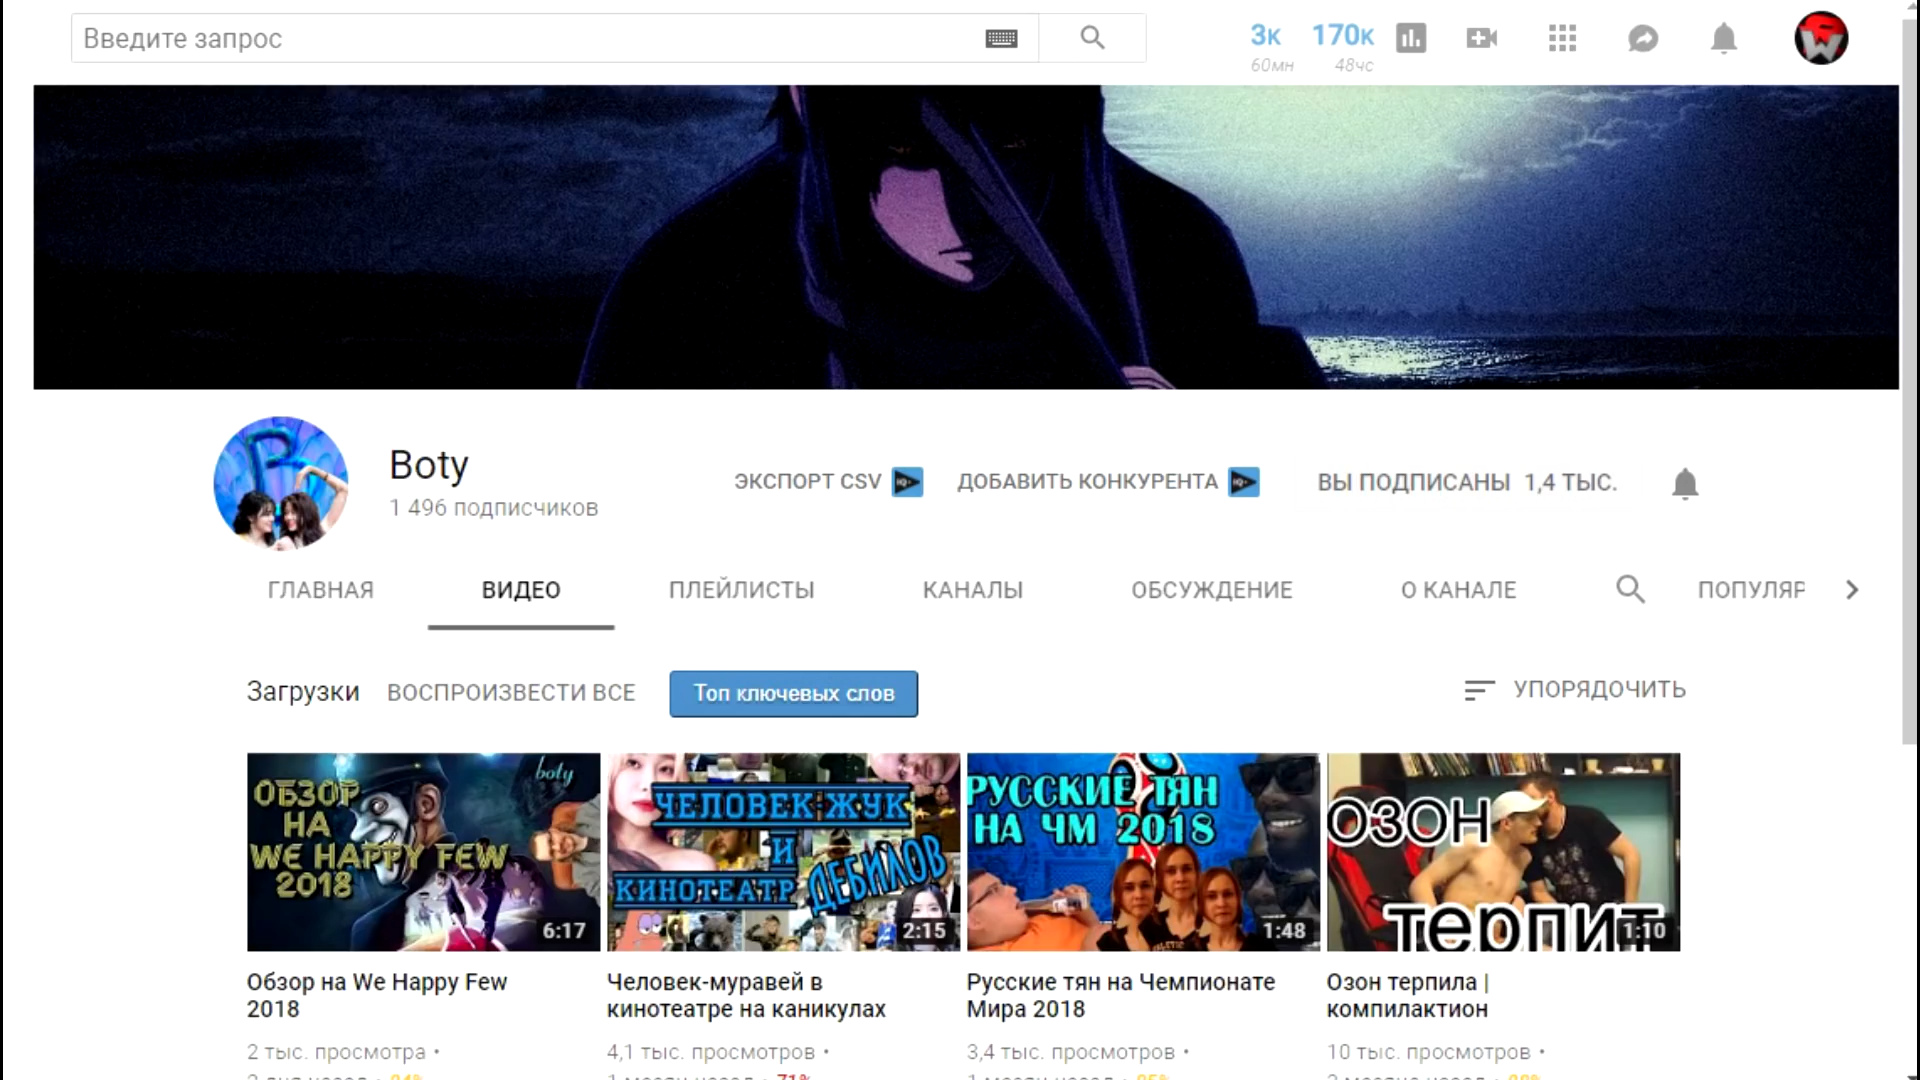 Введите запрос
3к 170к
60мн 48чс
Boty
1 496 подписчиков
ЭКСПОРТ CSV
ДОБАВИТЬ КОНКУРЕНТА
ВЫ ПОДПИСАНЫ 1,4 ТЫС.
ГЛАВНАЯ ВИДЕО ПЛЕЙЛИСТЫ КАНАЛЫ ОБСУЖДЕНИЕ О КАНАЛЕ ПОПУЛЯР
Загрузки ВОСПРОИЗВЕСТИ ВСЕ Топ ключевых слов УПОРЯДОЧИТЬ
boty
ОБЗОР
НА
WE HAPPY FEW
2018
6:17
ЧЕЛОВЕК-ЖУК
И
КИНОТЕАТР ДЕБИЛОВ
2:15
РУССКИЕ ТЯН
НА ЧМ 2018
1:48
ОЗОН
терпит
1:10
Обзор на We Happy Few
2018
2 тыс. просмотра •
Человек-муравей в
кинотеатре на каникулах
4,1 тыс. просмотров •
71%
Русские тян на Чемпионате
Мира 2018
3,4 тыс. просмотров •
Озон терпила |
компилактион
10 тыс. просмотров •